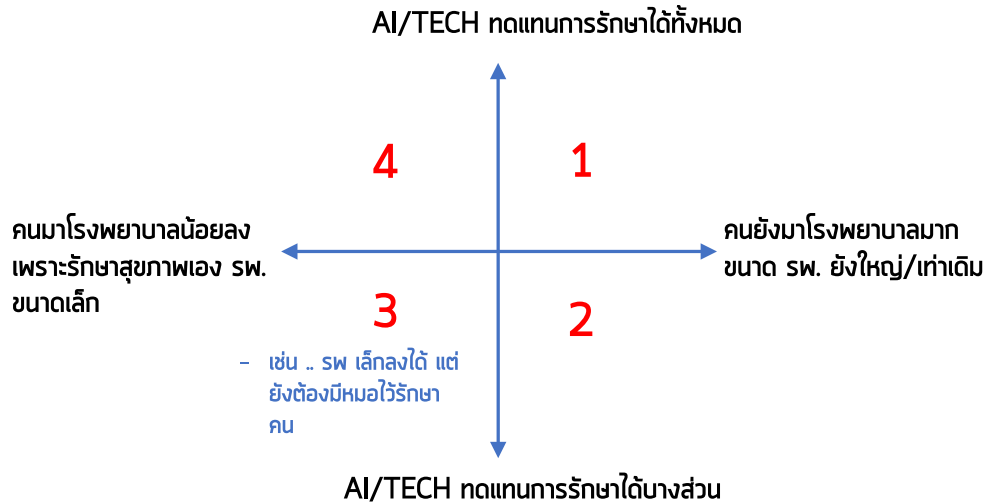 AI/TECH ทดแทนการรักษาได้ทั้งหมด
4
1
คนมาโรงพยาบาลน้อยลง
เพราะรักษาสุขภาพเอง รพ.
ขนาดเล็ก
คนยังมาโรงพยาบาลมาก
ขนาด รพ. ยังใหญ่/เท่าเดิม
3
2
- เช่น .. รพ เล็กลงได้ แต่
ยังต้องมีหมอไว้รักษา
คน
AI/TECH ทดแทนการรักษาได้บางส่วน